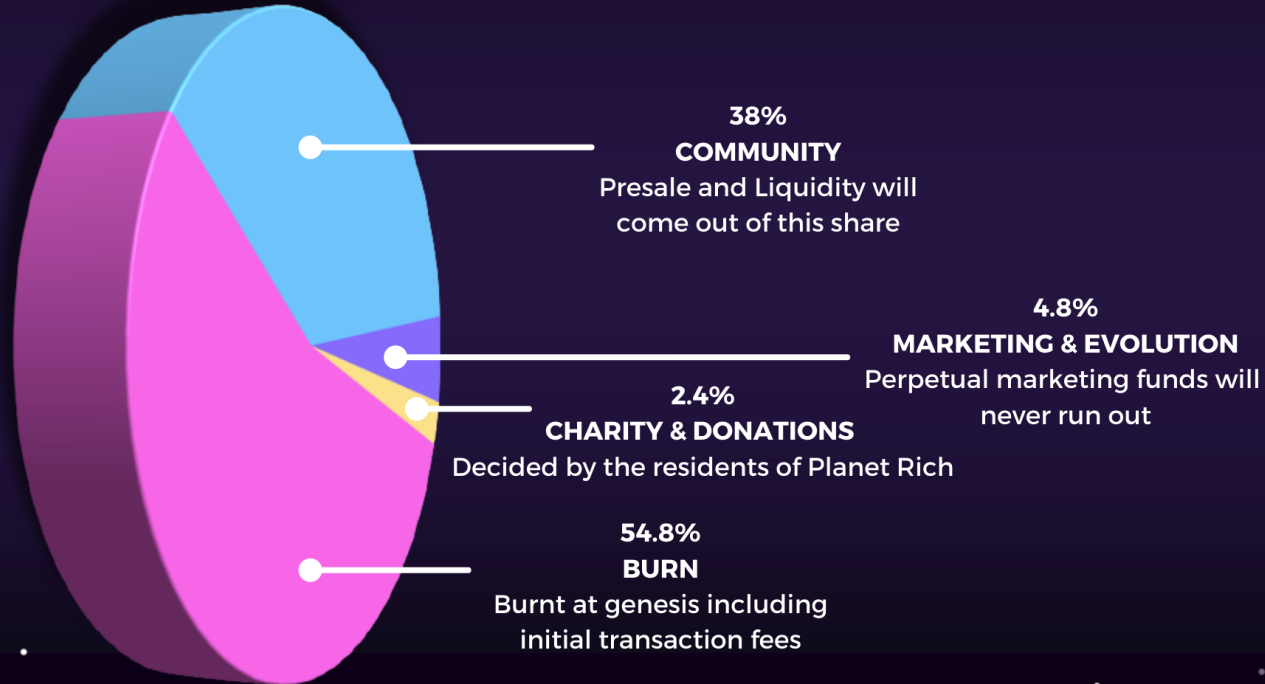 38%
COMMUNITY
Presale and Liquidity will
come out of this share
4.8%
MARKETING & EVOLUTION
Perpetual marketing funds will
never run out
2.4%
CHARITY & DONATIONS
Decided by the residents of Planet Rich
54.8%
BURN
Burnt at genesis including
initial transaction fees